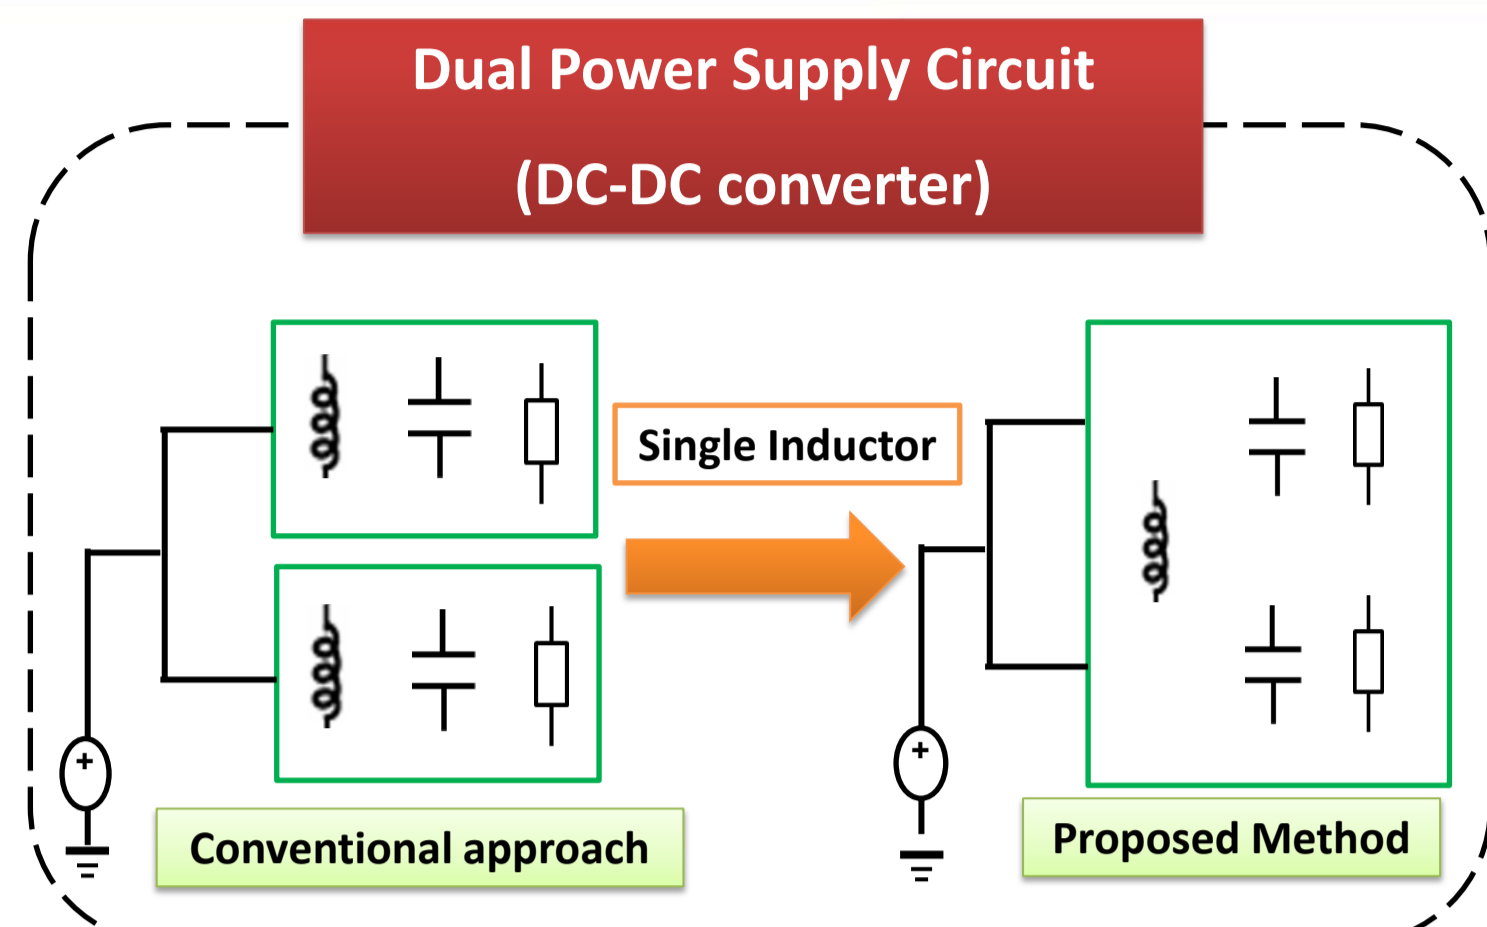 Dual Power Supply Circuit
(DC-DC converter)
Single Inductor
+
+
Conventional approach
Proposed Method